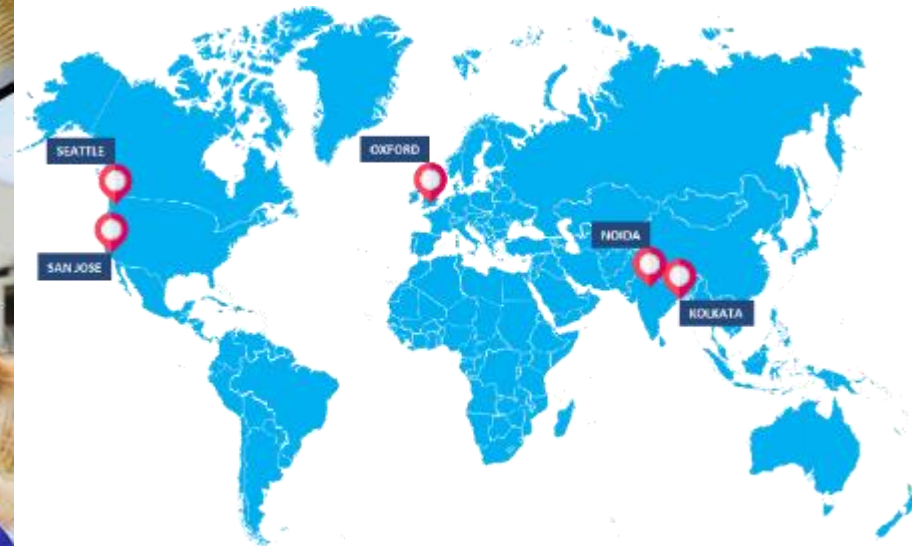 SEATTLE
OXFORD
NOIDA
SAN JOSE
KOLKATA